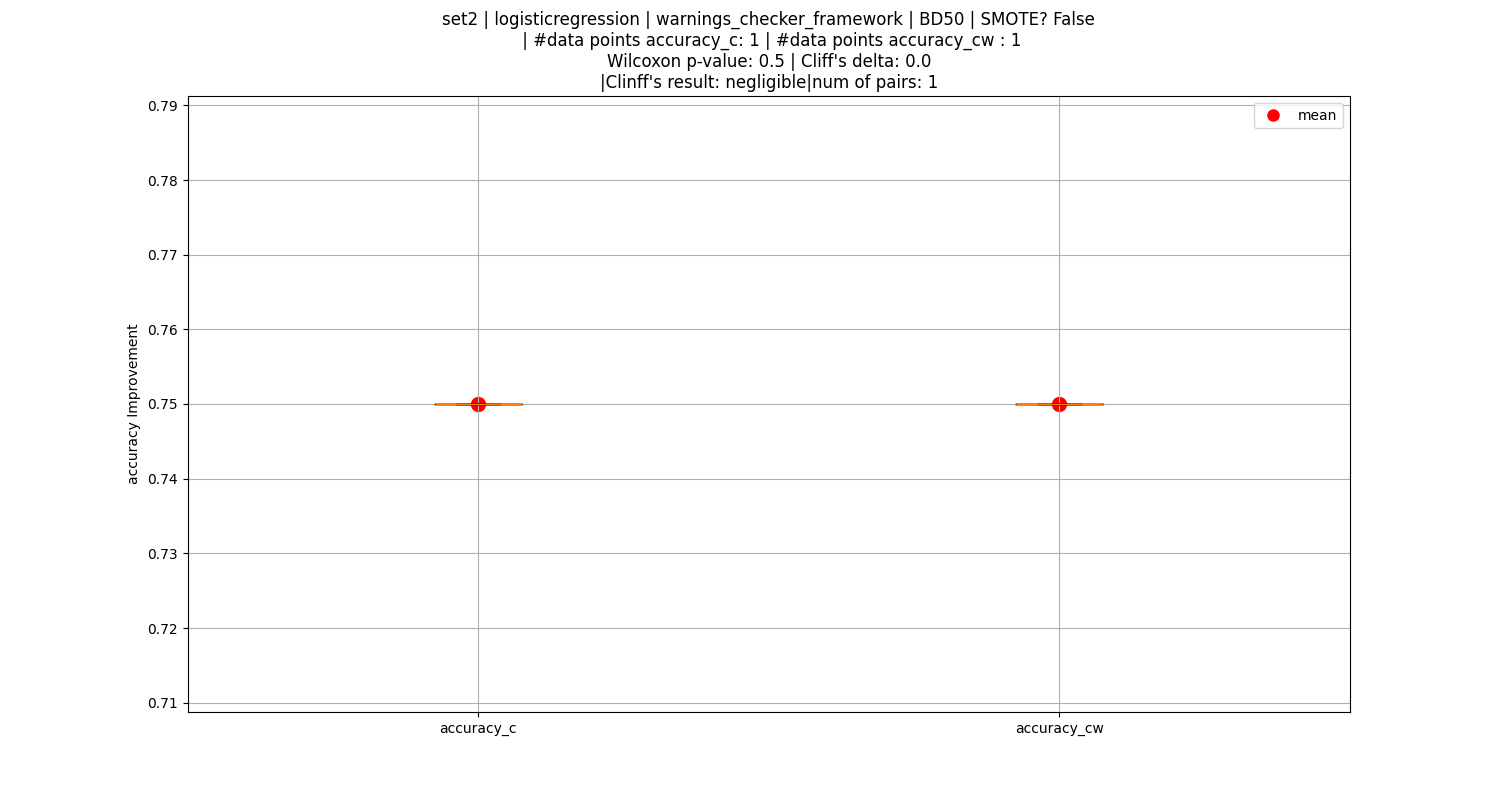 set2 | logisticregression | warnings_checker_framework | BD50 | SMOTE? False
| #data points accuracy_c: 1 | #data points accuracy_cw : 1
Wilcoxon p-value: 0.5 | Cliff's delta: 0.0
|Clinff's result: negligible|num of pairs: 1
mean
accuracy Improvement
0.79
0.78
0.77
0.76
0.75
0.74
0.73
0.72
0.71
accuracy_c
accuracy_cw